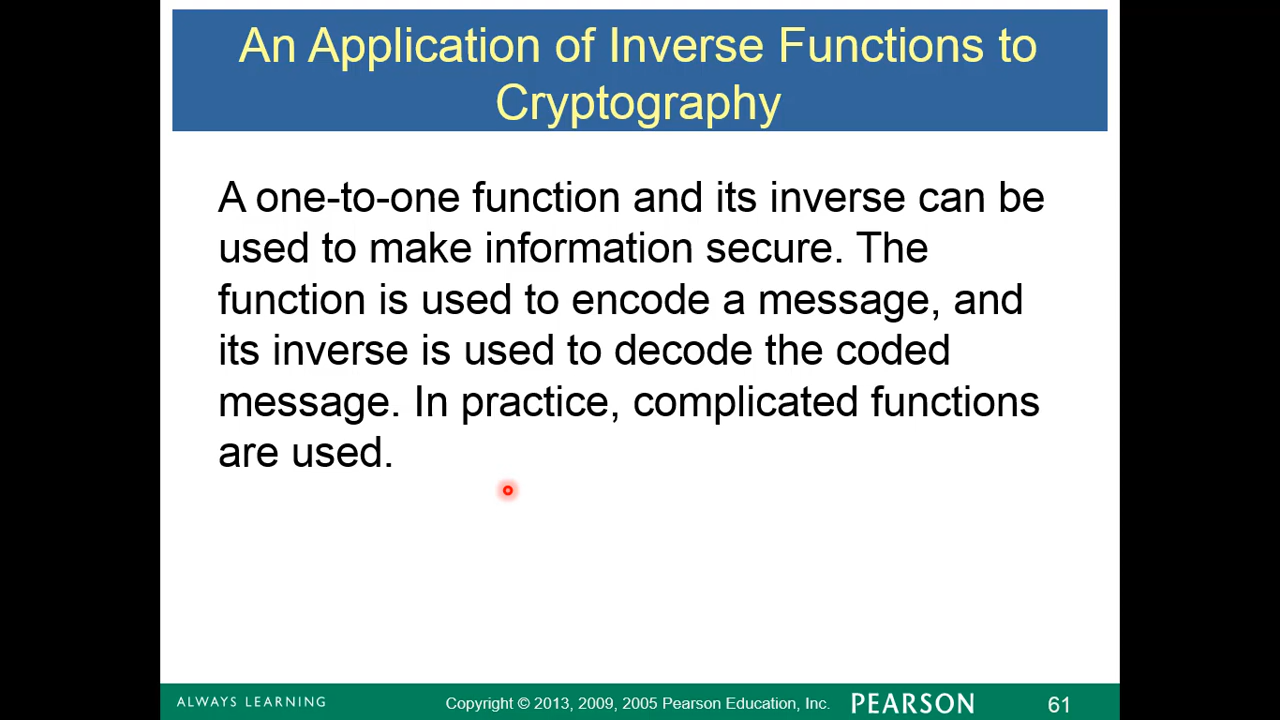 An Application of Inverse Functions to
Cryptography
A one-to-one function and its inverse can be
used to make information secure. The
function is used to encode a message, and
its inverse is used to decode the coded
message. In practice, complicated functions
are used.
ALWAYS LEARNING
Copyright © 2013, 2009, 2005 Pearson Education, Inc.
PEARSON
61